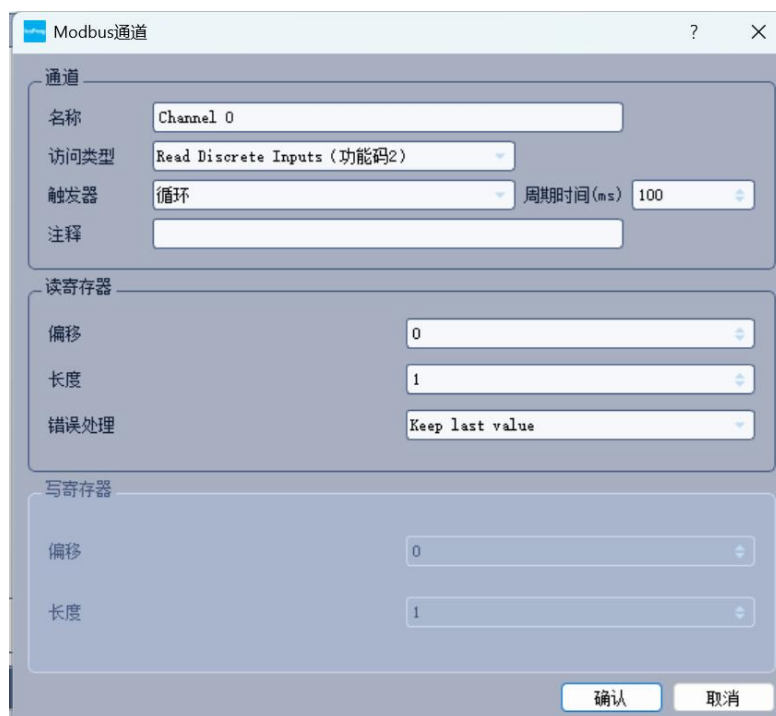 Modbus通道
通道
名称 Channel 0
访问类型 Read Discrete Inputs (功能码2)
触发器 循环 周期时间(ms) 100
注释
读寄存器
偏移 0
长度 1
错误处理 Keep last value
写寄存器
偏移 0
长度 1
确认 取消